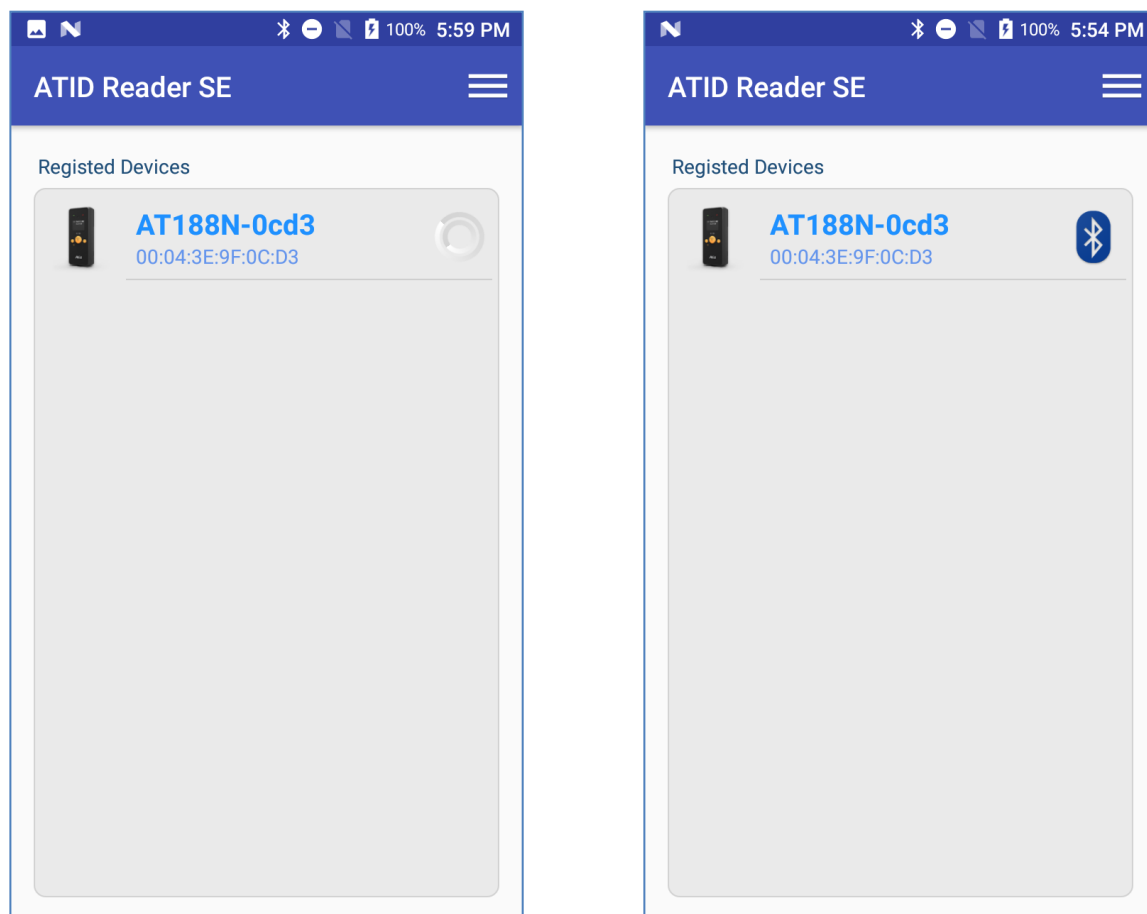 100% 5:59 PM
ATID Reader SE
Registed Devices
AT188N-0cd3
00:04:3E:9F:0C:D3
100% 5:54 PM
ATID Reader SE
Registed Devices
AT188N-0cd3
00:04:3E:9F:0C:D3